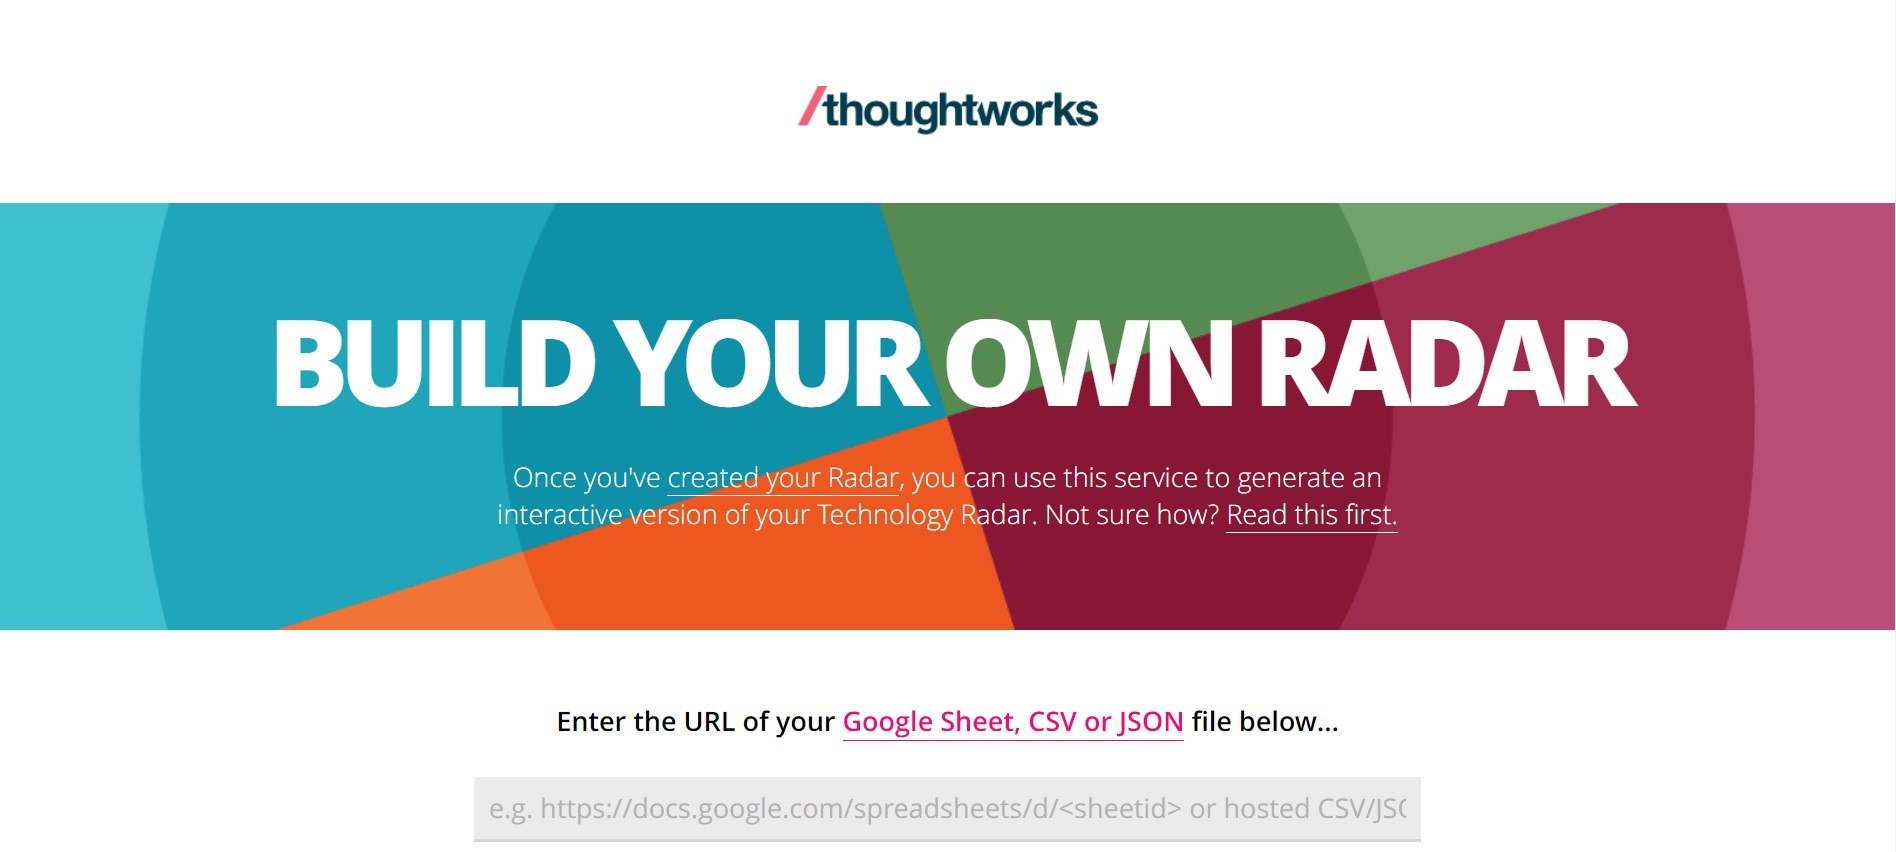 /thoughtworks
BUILD YOUR OWN RADAR
Once you've created your Radar, you can use this service to generate an
interactive version of your Technology Radar. Not sure how? Read this first.
Enter the URL of your Google Sheet, CSV or JSON file below...
e.g. https://docs.google.com/spreadsheets/d/<sheetid> or hosted CSV/JSO